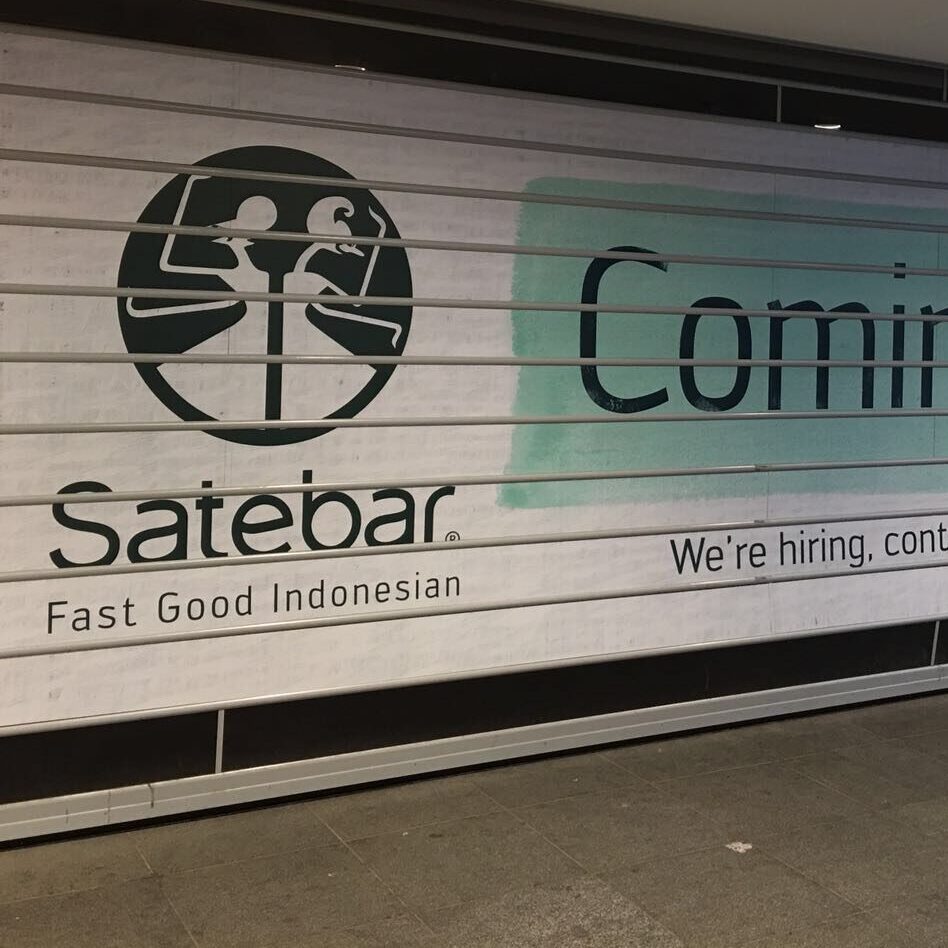 Satebar®
Fast Good Indonesian
Comin
We're hiring, cont